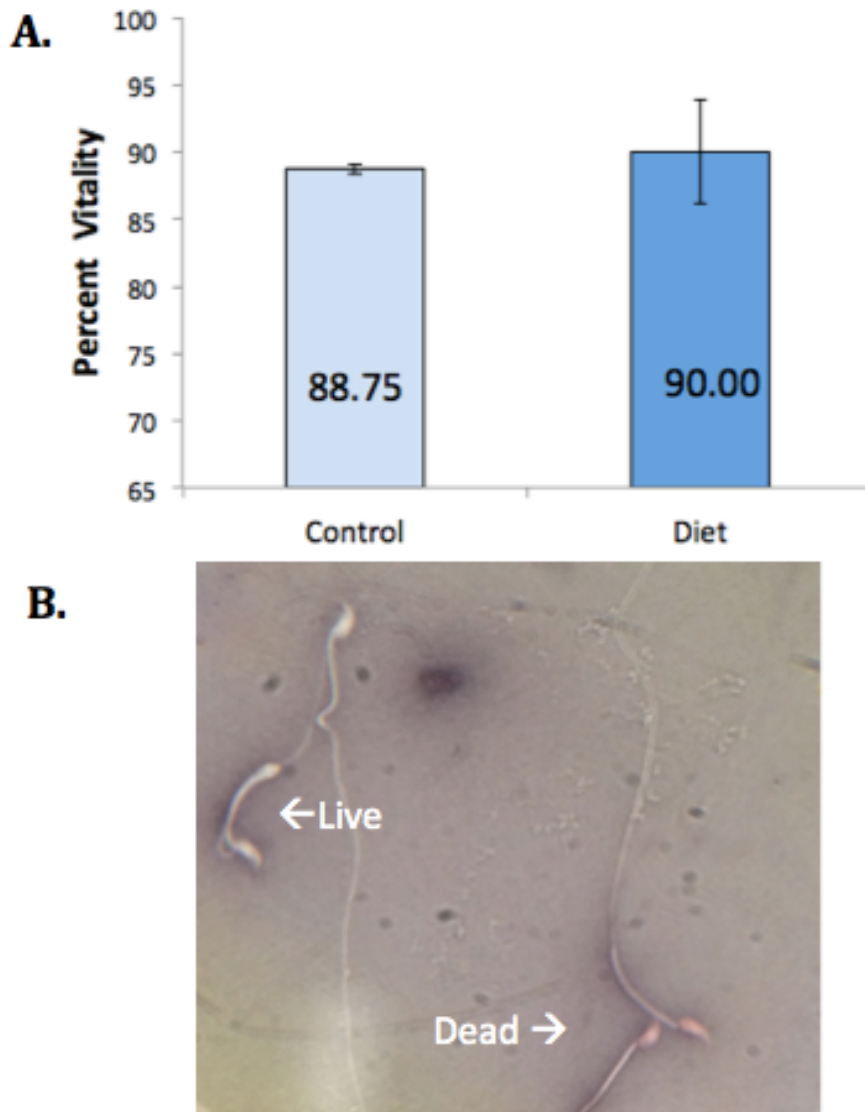 A.
Percent Vitality
100
95
90
85
80
75
70
65
88.75
90.00
Control
Diet
B.
←Live
Dead →